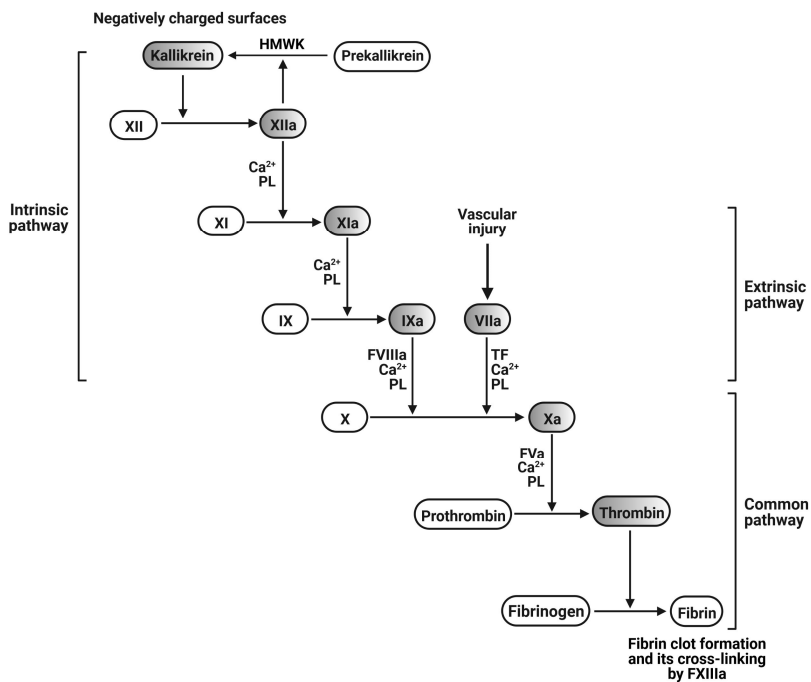 Negatively charged surfaces
Kallikrein
HMWK
Prekallikrein
XII
XIIa
Ca²⁺
PL
Intrinsic
pathway
XI
XIa
Vascular
injury
Ca²⁺
PL
Extrinsic
pathway
IX
IXa
VIIa
FVIIIa
Ca²⁺
PL
TF
Ca²⁺
PL
X
Xa
FVa
Ca²⁺
PL
Common
pathway
Prothrombin
Thrombin
Fibrinogen
Fibrin
Fibrin clot formation
and its cross-linking
by FXIIIa